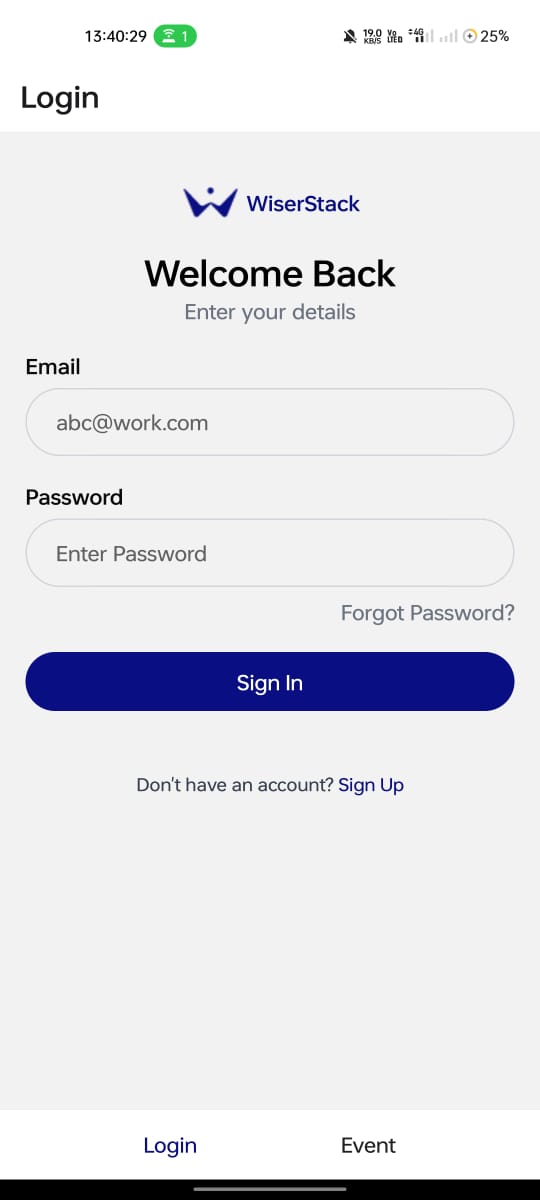 13:40:29 1 19.0 KB/S Vo LTE 4G 25%
Login
WiserStack
Welcome Back
Enter your details
Email
abc@work.com
Password
Enter Password
Forgot Password?
Sign In
Don't have an account? Sign Up
Login Event